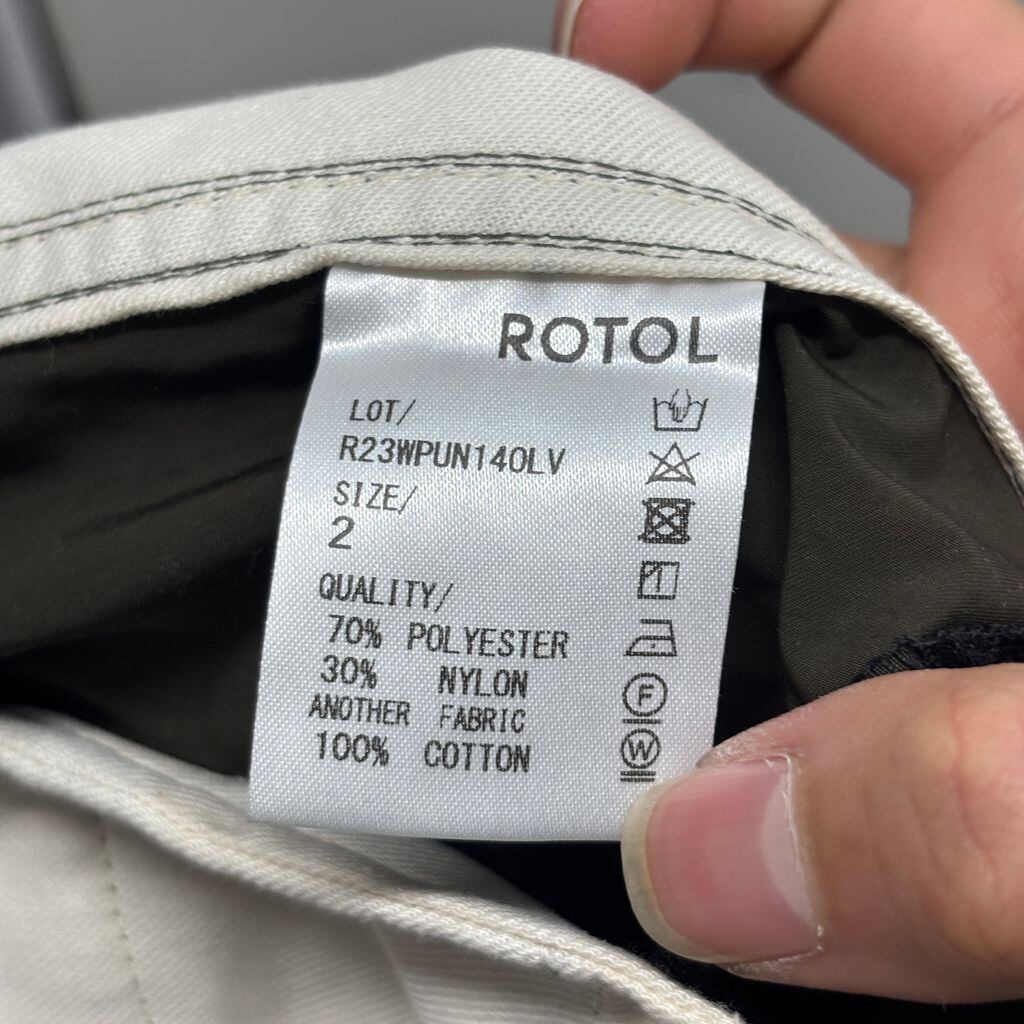 ROTOL
LOT/
R23WPUN140LV
SIZE/
2
QUALITY/
70% POLYESTER
30% NYLON
ANOTHER FABRIC
100% COTTON
F
W